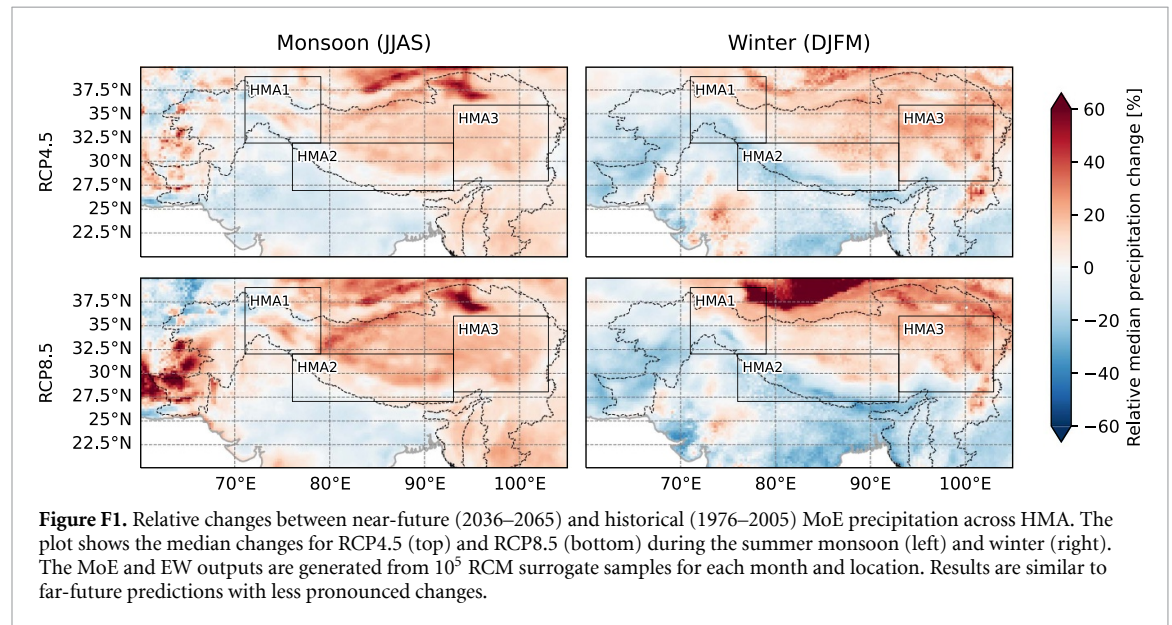 Monsoon (JJAS)
Winter (DJFM)
RCP4.5
37.5°N
35°N
32.5°N
30°N
27.5°N
25°N
22.5°N
HMA1
HMA2
HMA3
HMA1
HMA2
HMA3
RCP8.5
37.5°N
35°N
32.5°N
30°N
27.5°N
25°N
22.5°N
HMA1
HMA2
HMA3
HMA1
HMA2
HMA3
70°E 80°E 90°E 100°E
70°E 80°E 90°E 100°E
60
40
20
0
−20
−40
−60
Relative median precipitation change [%]
Figure F1. Relative changes between near-future (2036–2065) and historical (1976–2005) MoE precipitation across HMA. The
plot shows the median changes for RCP4.5 (top) and RCP8.5 (bottom) during the summer monsoon (left) and winter (right).
The MoE and EW outputs are generated from 10⁵ RCM surrogate samples for each month and location. Results are similar to
far-future predictions with less pronounced changes.